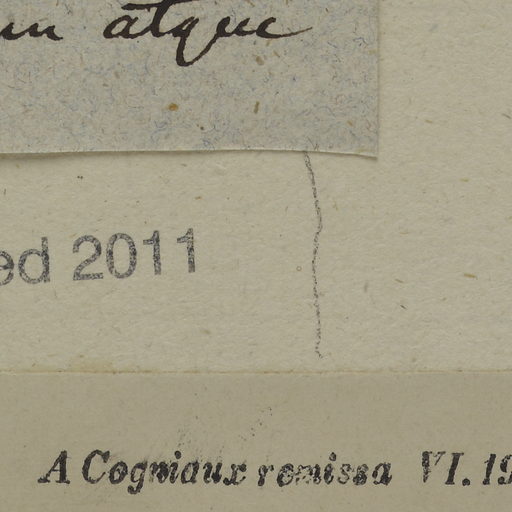 atque
ed 2011
A Cogniaux remissa VI. 19